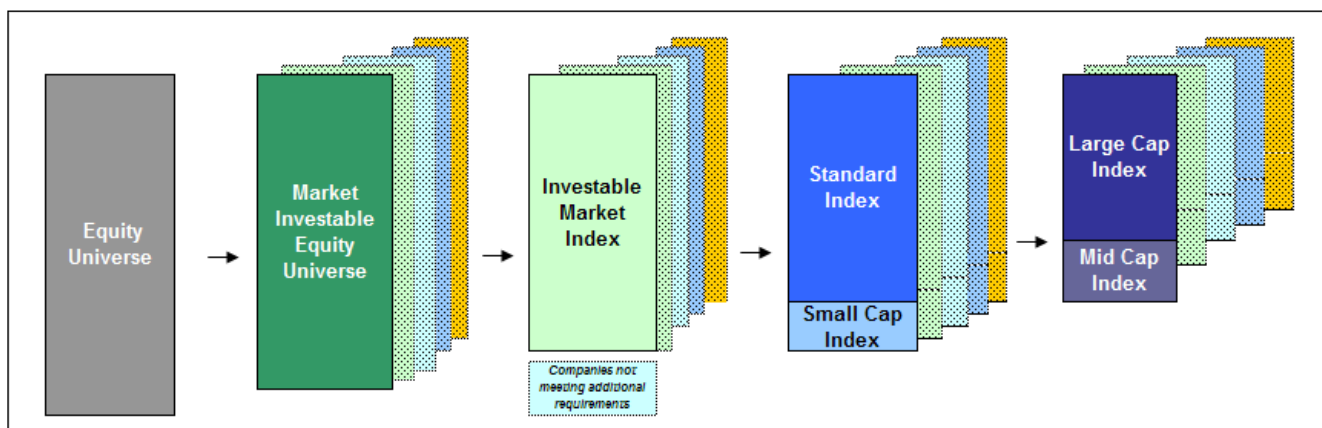 Equity
Universe
Market
Investable
Equity
Universe
Investable
Market
Index
Companies not
meeting additional
requirements
Standard
Index
Small Cap
Index
Large Cap
Index
Mid Cap
Index